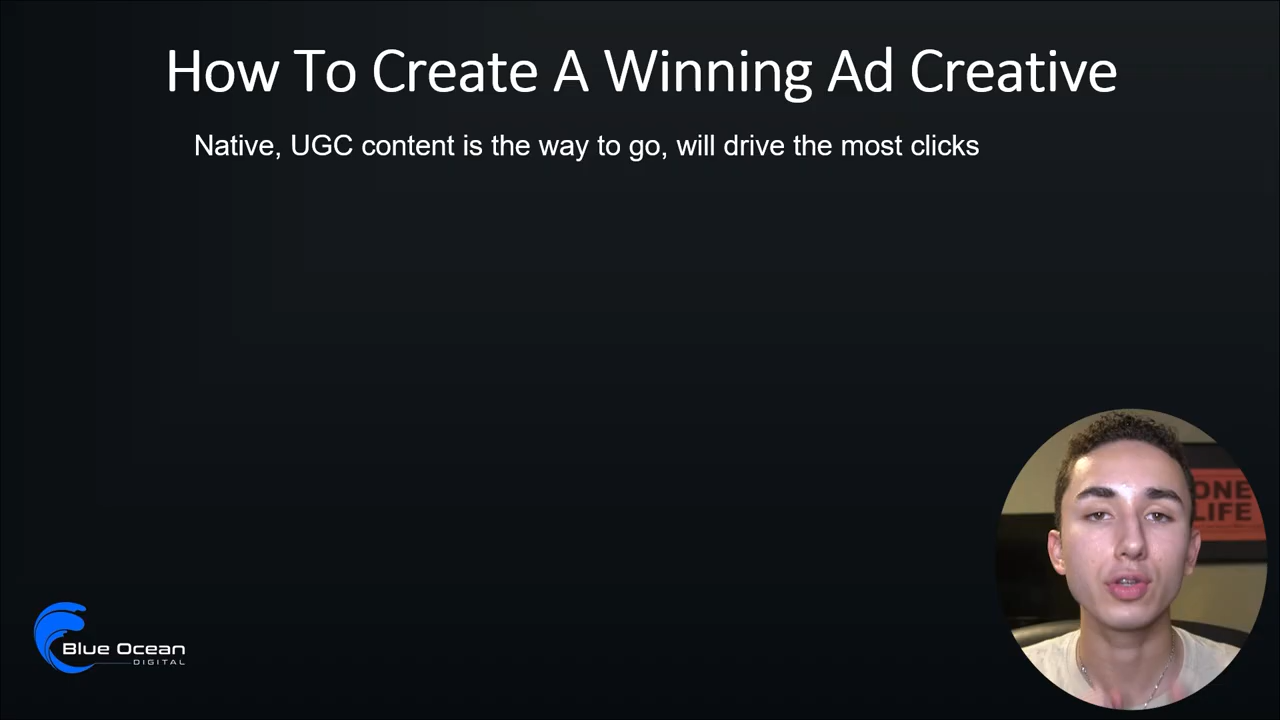 How To Create A Winning Ad Creative
Native, UGC content is the way to go, will drive the most clicks
ONE
LIFE
Blue Ocean
DIGITAL